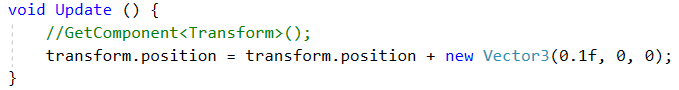 void Update () {
    //GetComponent<Transform>();
    transform.position = transform.position + new Vector3(0.1f, 0, 0);
}